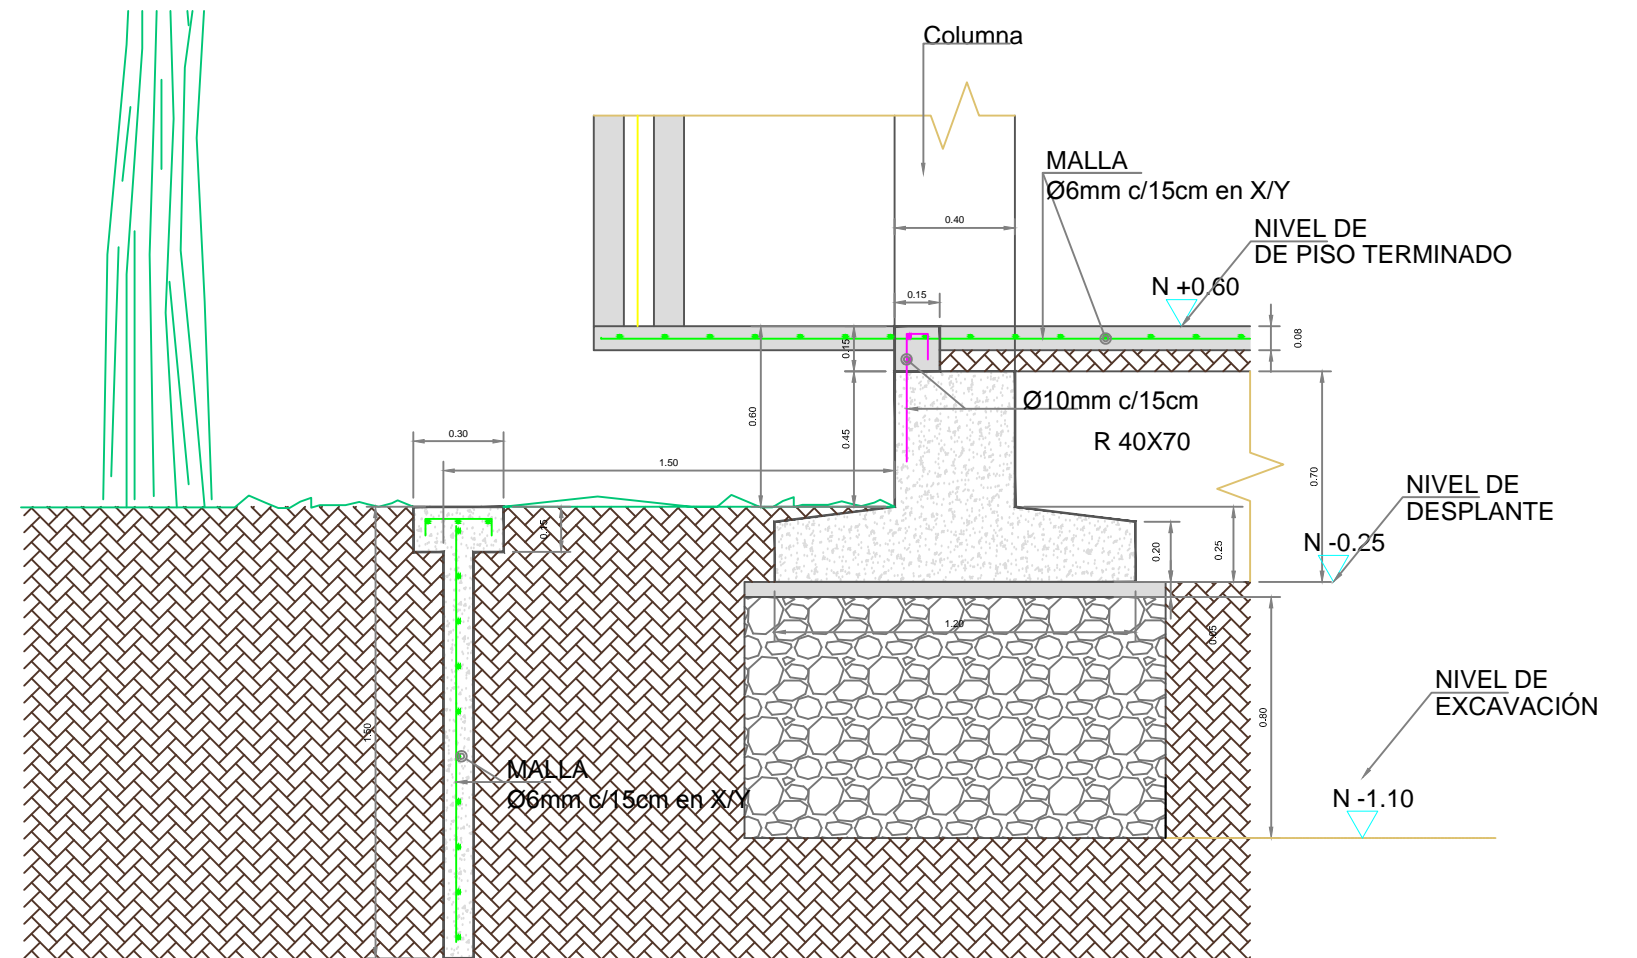 Columna
MALLA
Ø6mm c/15cm en X/Y
NIVEL DE
DE PISO TERMINADO
N +0.60
0.40
0.15
0.08
0.15
0.60
0.45
Ø10mm c/15cm
R 40X70
0.30
1.50
0.70
NIVEL DE
DESPLANTE
N -0.25
0.15
0.20
0.25
1.20
0.05
NIVEL DE
EXCAVACIÓN
0.80
1.50
MALLA
Ø6mm c/15cm en X/Y
N -1.10